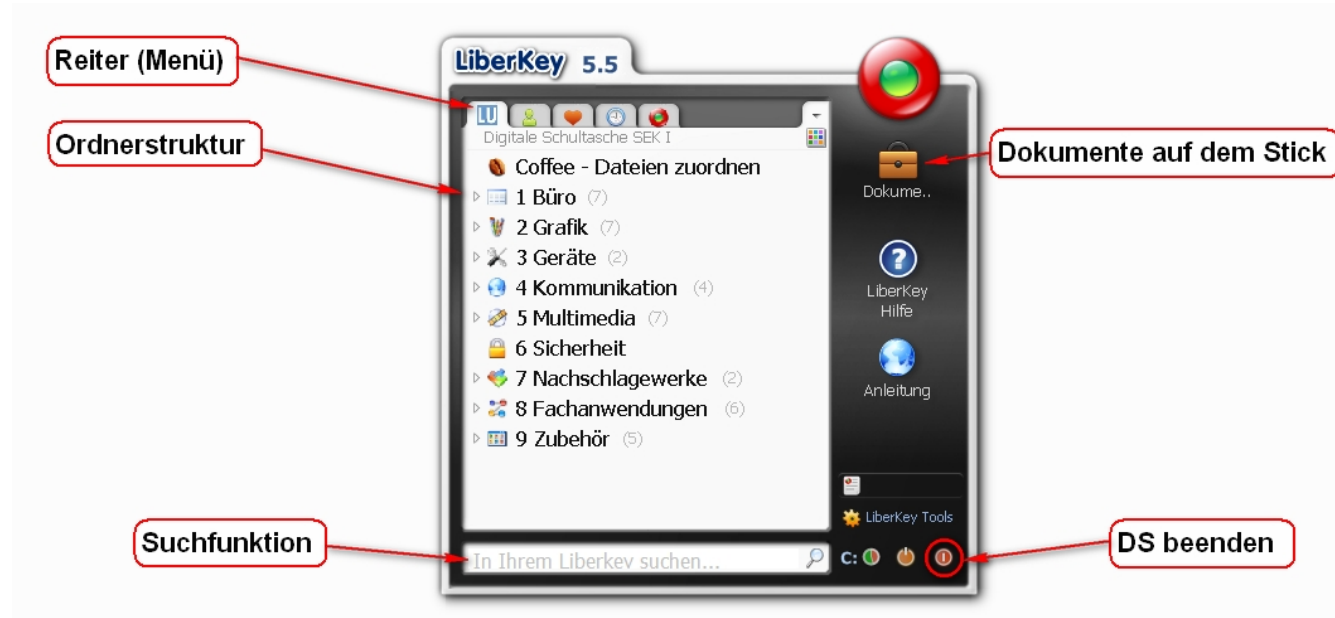 Reiter (Menü)
Ordnerstruktur
Suchfunktion
LiberKey 5.5
LU
Digitale Schultasche SEK I
Coffee - Dateien zuordnen
1 Büro (7)
2 Grafik (7)
3 Geräte (2)
4 Kommunikation (4)
5 Multimedia (7)
6 Sicherheit
7 Nachschlagewerke (2)
8 Fachanwendungen (6)
9 Zubehör (5)
In Ihrem Liberkey suchen...
Dokume..
?
LiberKey
Hilfe
Anleitung
LiberKey Tools
C:
Dokumente auf dem Stick
DS beenden